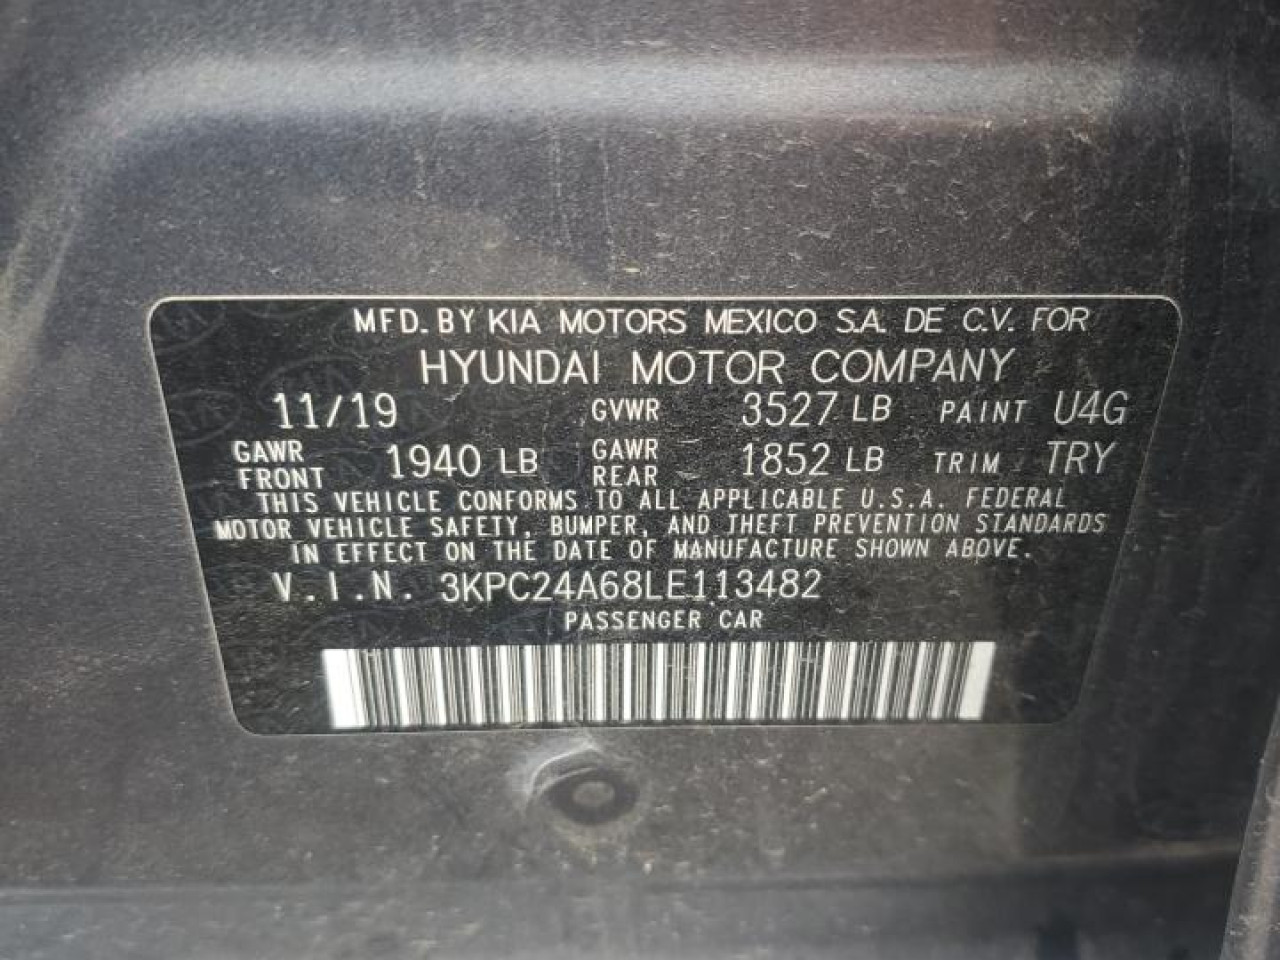 MFD. BY KIA MOTORS MEXICO S.A. DE C.V. FOR
HYUNDAI MOTOR COMPANY
11/19 GVWR 3527 LB PAINT U4G
GAWR FRONT 1940 LB GAWR REAR 1852 LB TRIM TRY
THIS VEHICLE CONFORMS TO ALL APPLICABLE U.S.A. FEDERAL
MOTOR VEHICLE SAFETY, BUMPER, AND THEFT PREVENTION STANDARDS
IN EFFECT ON THE DATE OF MANUFACTURE SHOWN ABOVE.
V.I.N. 3KPC24A68LE113482
PASSENGER CAR